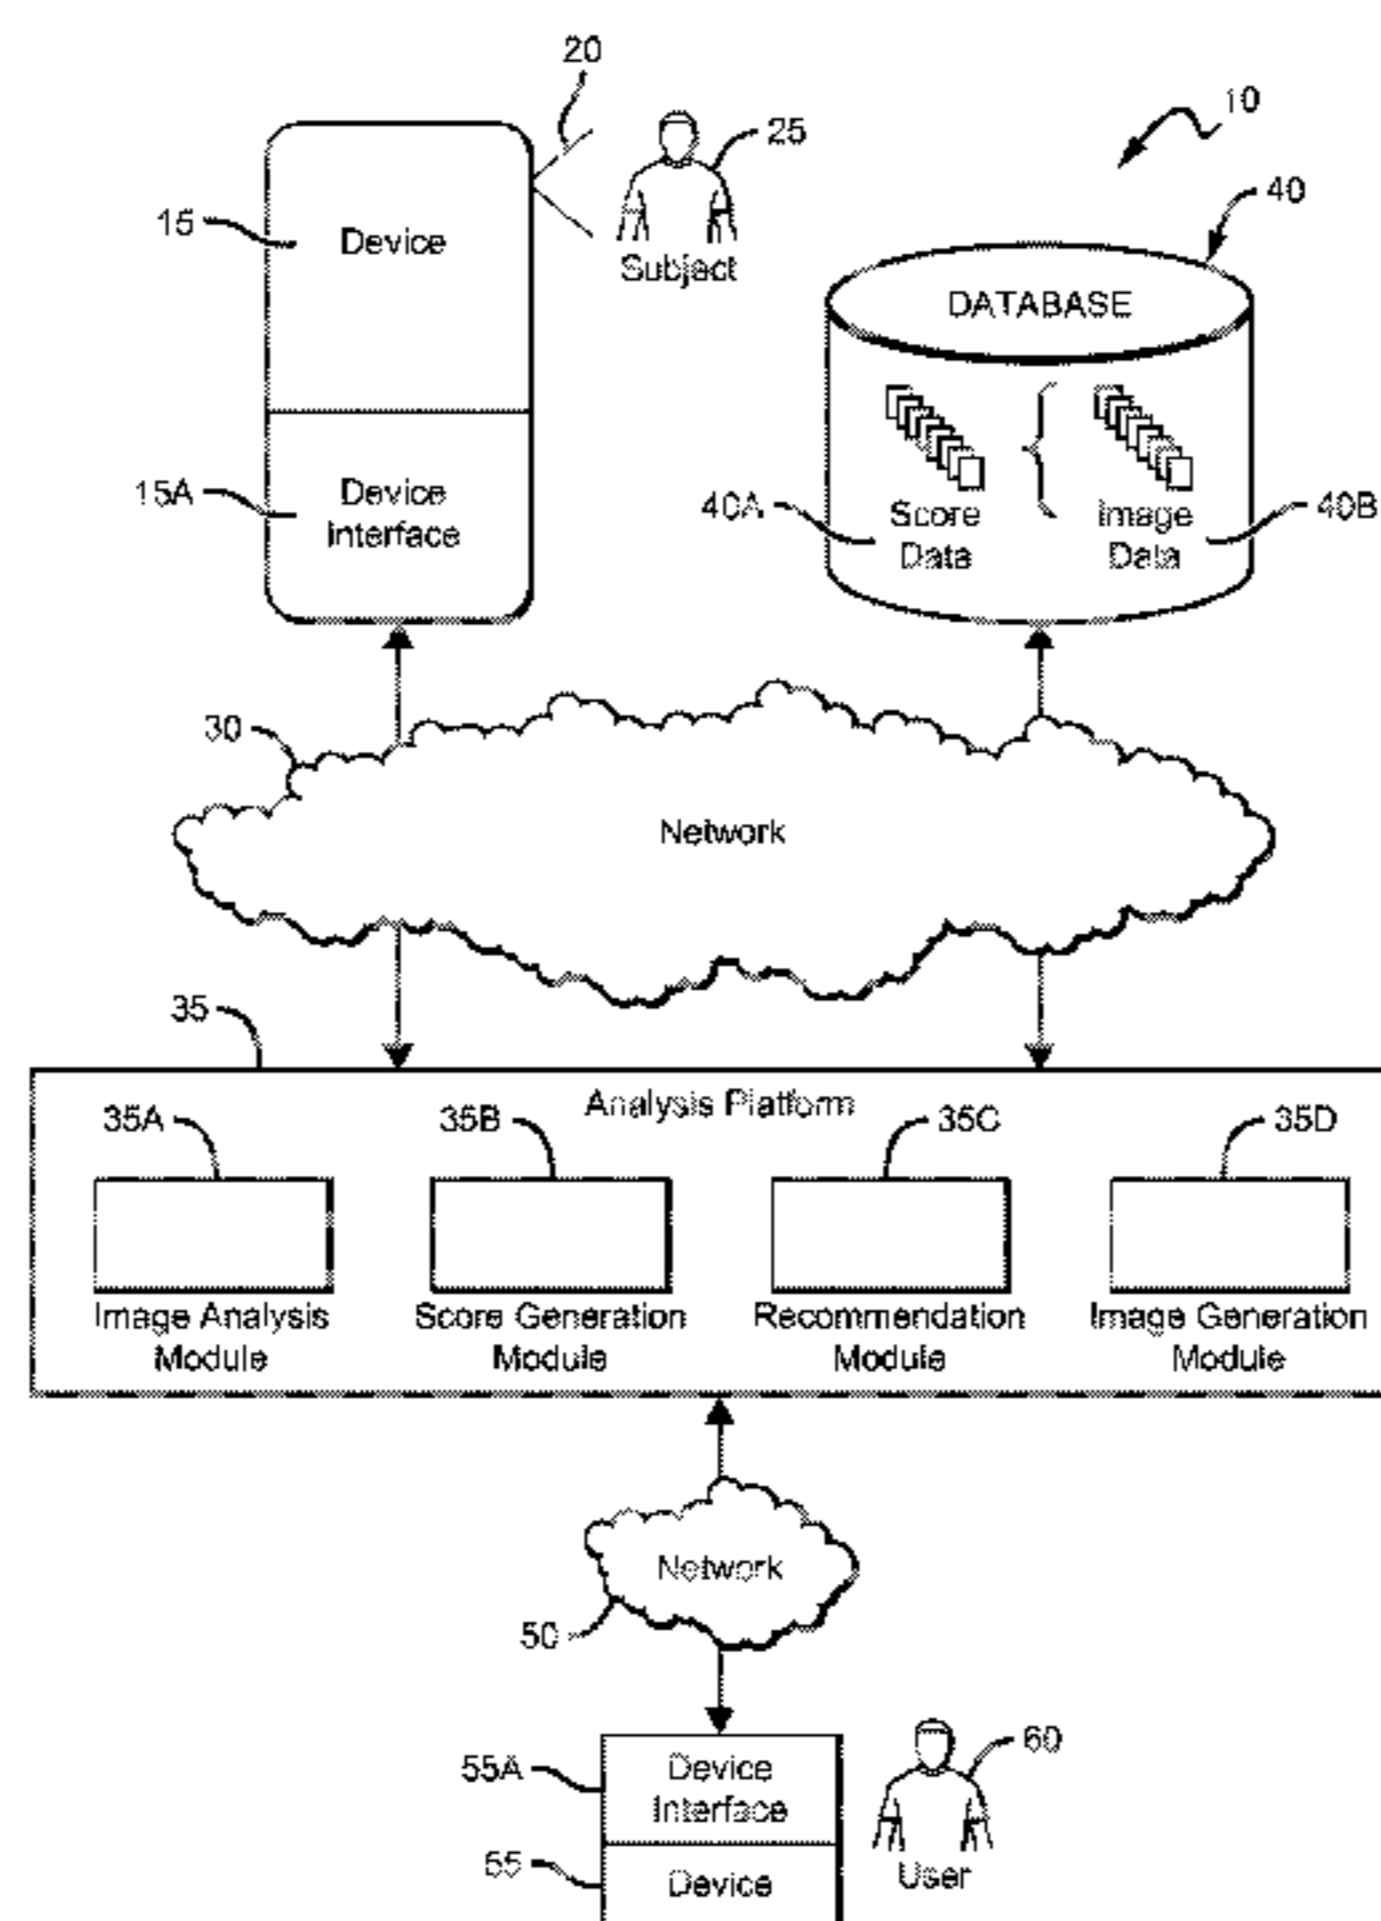 20
10
25
40
15
Device
Subject
DATABASE
15A
Device
Interface
40A
Score
Data
Image
Data
40B
30
Network
35
Analysis Platform
35A
35B
35C
35D
Image Analysis
Module
Score Generation
Module
Recommendation
Module
Image Generation
Module
Network
50
55A
Device
Interface
60
55
Device
User